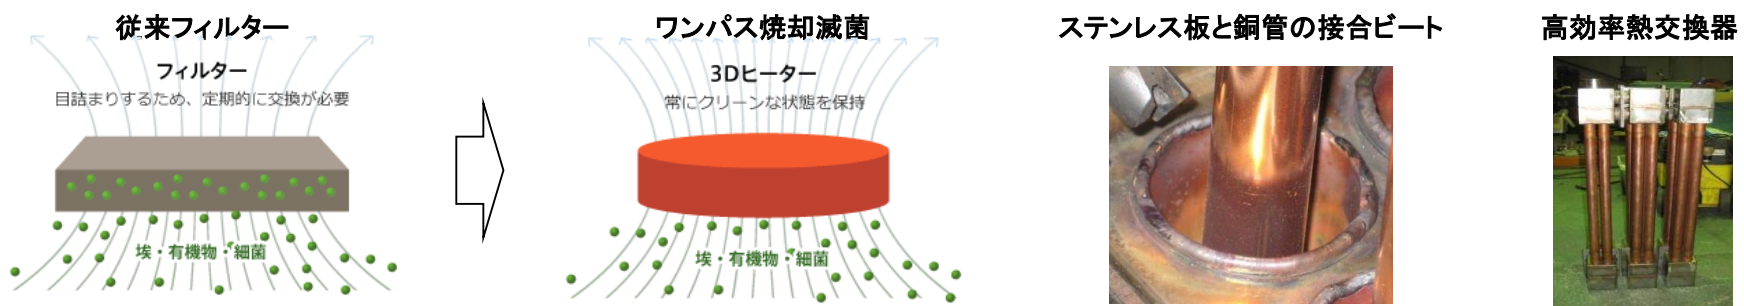 従来フィルター
フィルター
目詰まりするため、定期的に交換が必要
埃・有機物・細菌
ワンパス焼却滅菌
3Dヒーター
常にクリーンな状態を保持
埃・有機物・細菌
ステンレス板と銅管の接合ビート
高効率熱交換器